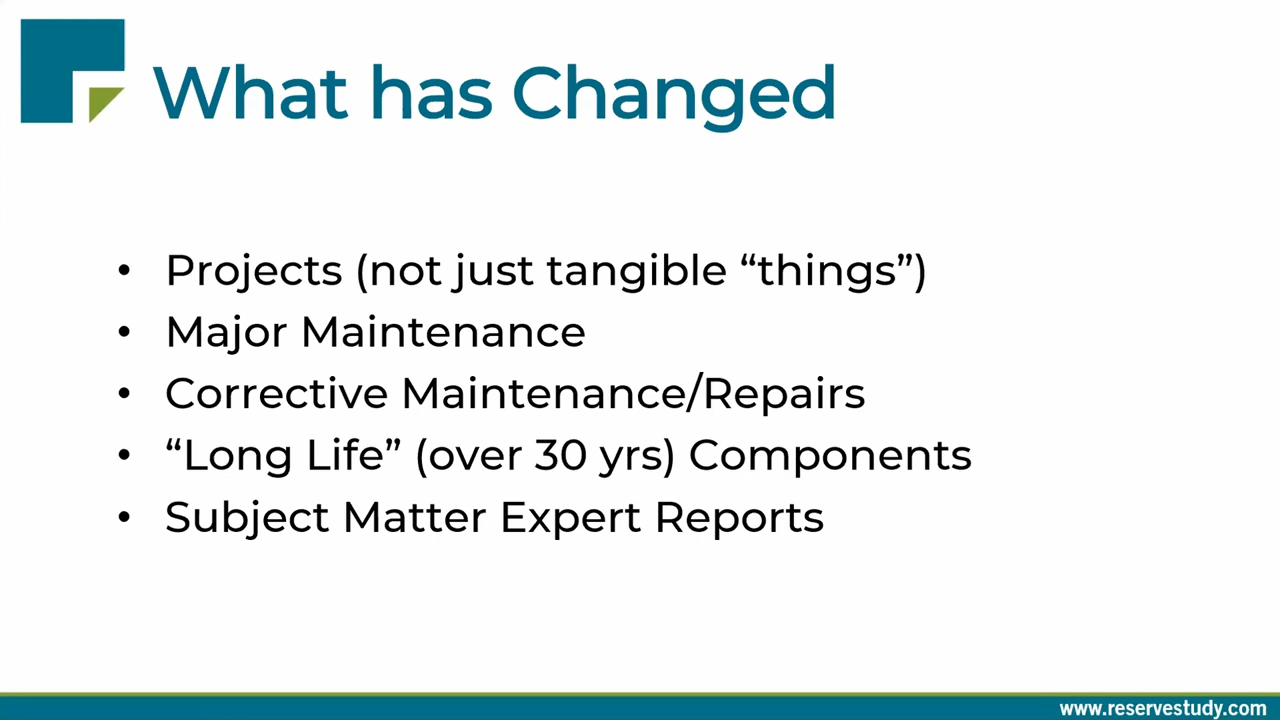 What has Changed
• Projects (not just tangible “things”)
• Major Maintenance
• Corrective Maintenance/Repairs
• “Long Life” (over 30 yrs) Components
• Subject Matter Expert Reports
www.reservestudy.com